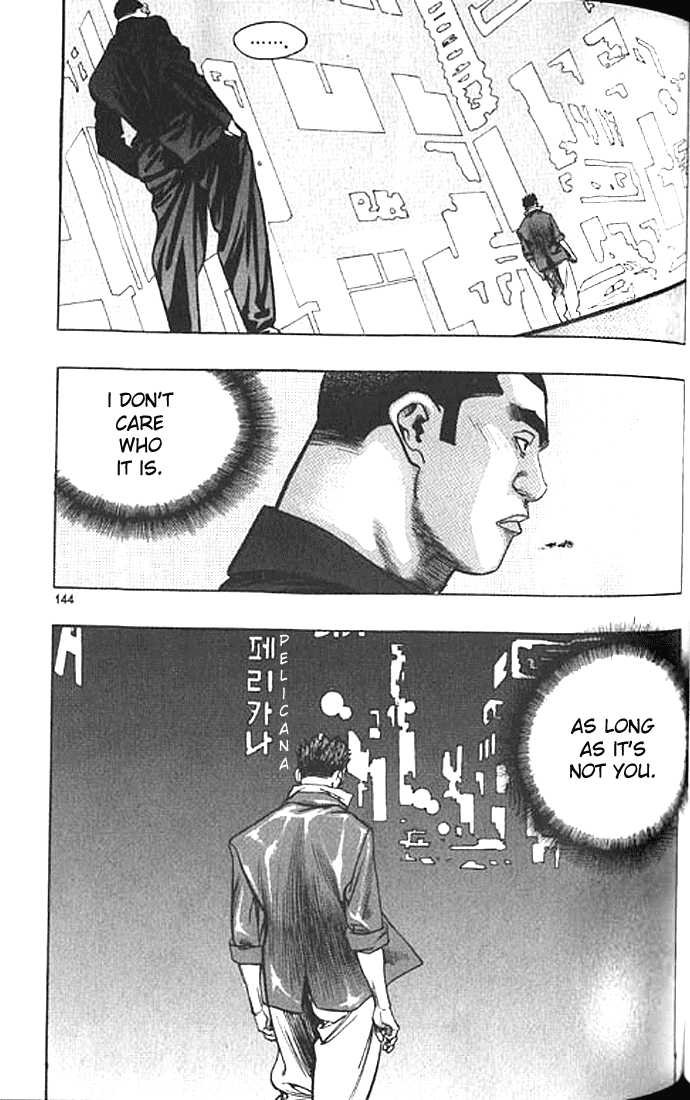 .......
I DON'T
CARE
WHO
IT IS.
144
A
페리카나
PELICANA
AS LONG
AS IT'S
NOT YOU.